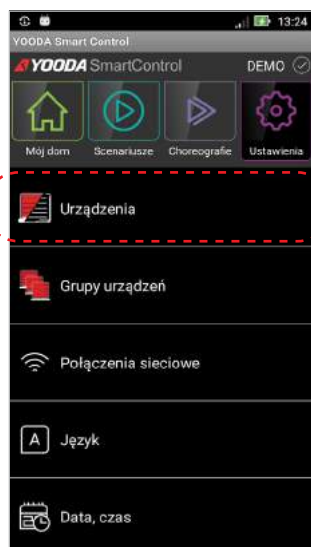 13:24
YOODA Smart Control
YOODA SmartControl DEMO
Mój dom Scenariusze Choreografie Ustawienia
Urządzenia
Grupy urządzeń
Połączenia sieciowe
A Język
Data, czas